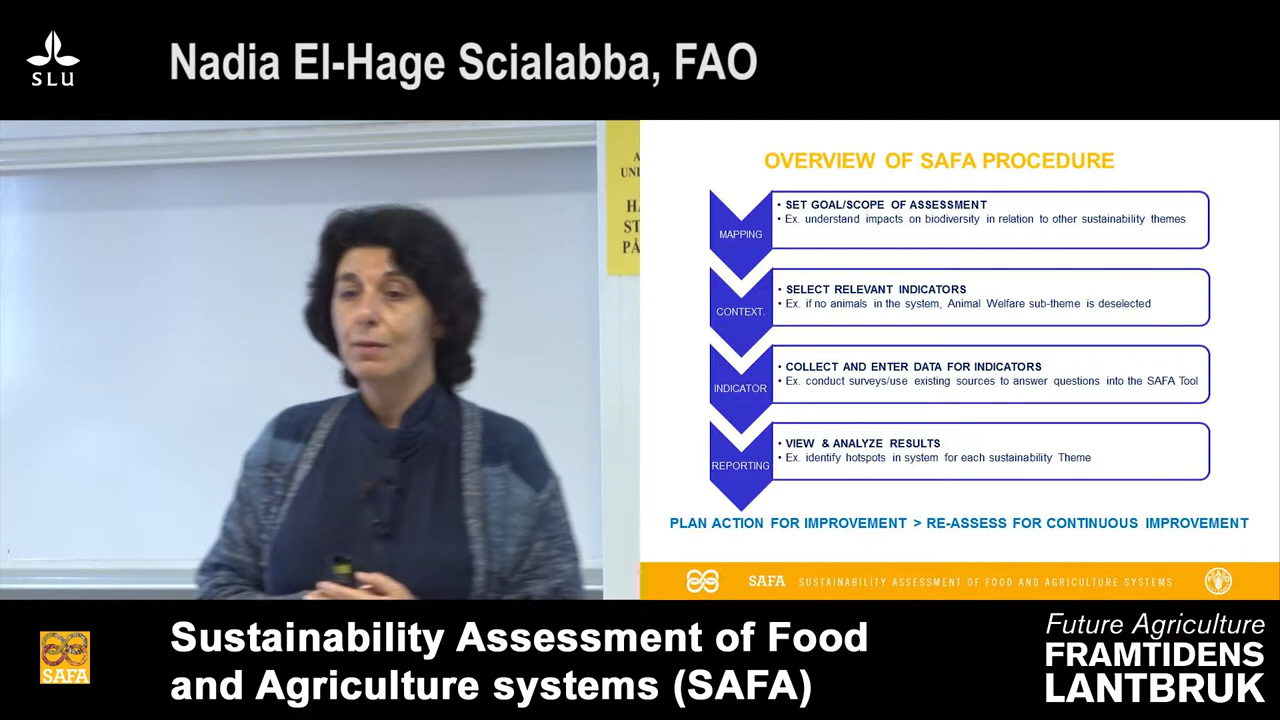 SLU
Nadia El-Hage Scialabba, FAO
OVERVIEW OF SAFA PROCEDURE
MAPPING
• SET GOAL/SCOPE OF ASSESSMENT
• Ex. understand impacts on biodiversity in relation to other sustainability themes
CONTEXT.
• SELECT RELEVANT INDICATORS
• Ex. if no animals in the system, Animal Welfare sub-theme is deselected
INDICATOR
• COLLECT AND ENTER DATA FOR INDICATORS
• Ex. conduct surveys/use existing sources to answer questions into the SAFA Tool
REPORTING
• VIEW & ANALYZE RESULTS
• Ex. identify hotspots in system for each sustainability Theme
PLAN ACTION FOR IMPROVEMENT > RE-ASSESS FOR CONTINUOUS IMPROVEMENT
SAFA SUSTAINABILITY ASSESSMENT OF FOOD AND AGRICULTURE SYSTEMS
SAFA
Sustainability Assessment of Food
and Agriculture systems (SAFA)
Future Agriculture
FRAMTIDENS
LANTBRUK